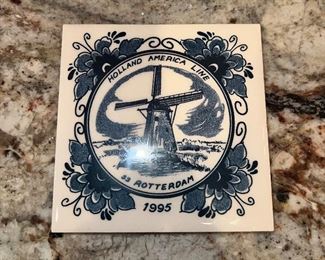 HOLLAND AMERICA LINE
SS ROTTERDAM
1995